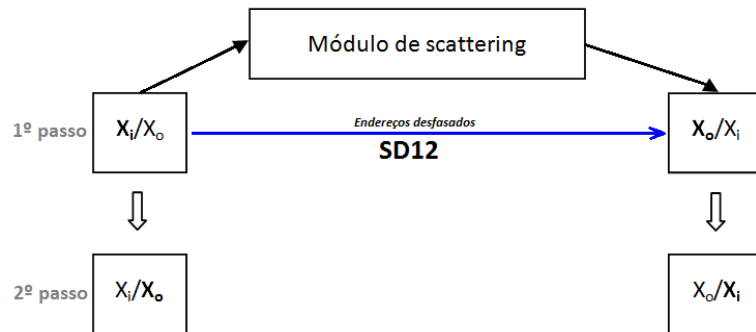 Módulo de scattering
1º passo
Xi/Xo
Endereços desfasados
SD12
Xo/Xi
2º passo
Xi/Xo
Xo/Xi